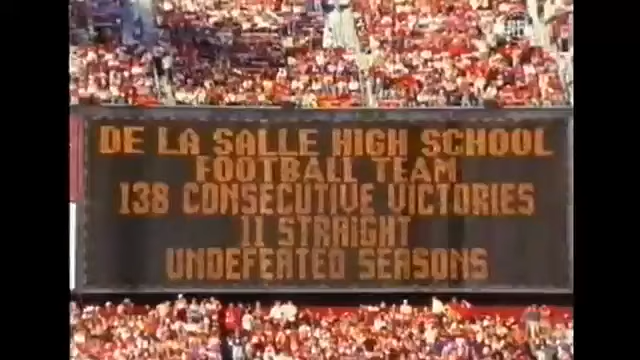 DE LA SALLE HIGH SCHOOL
FOOTBALL TEAM
138 CONSECUTIVE VICTORIES
11 STRAIGHT
UNDEFEATED SEASONS